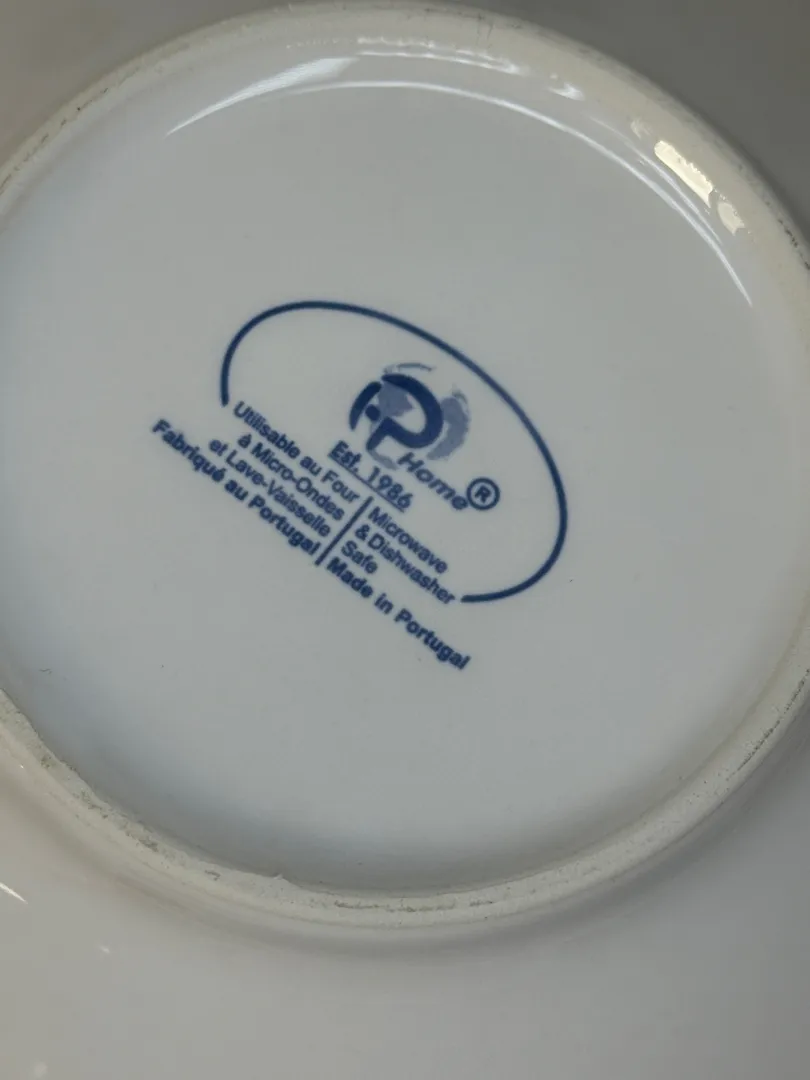 iP Home ®
Est. 1986
Utilisable au Four
à Micro-Ondes
et Lave-Vaisselle
Microwave
& Dishwasher
Safe
Fabriqué au Portugal | Made in Portugal